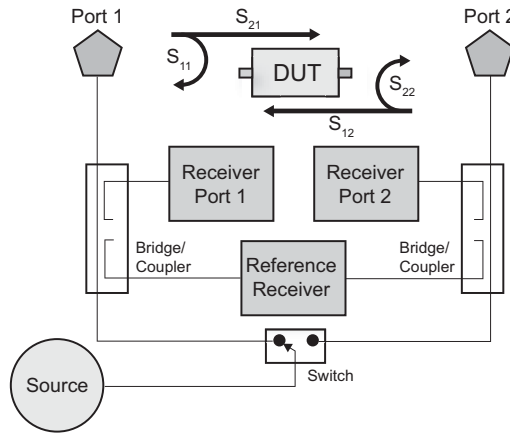 Port 1
S21
Port 2
S11
DUT
S22
S12
Receiver
Port 1
Receiver
Port 2
Bridge/
Coupler
Reference
Receiver
Bridge/
Coupler
Switch
Source